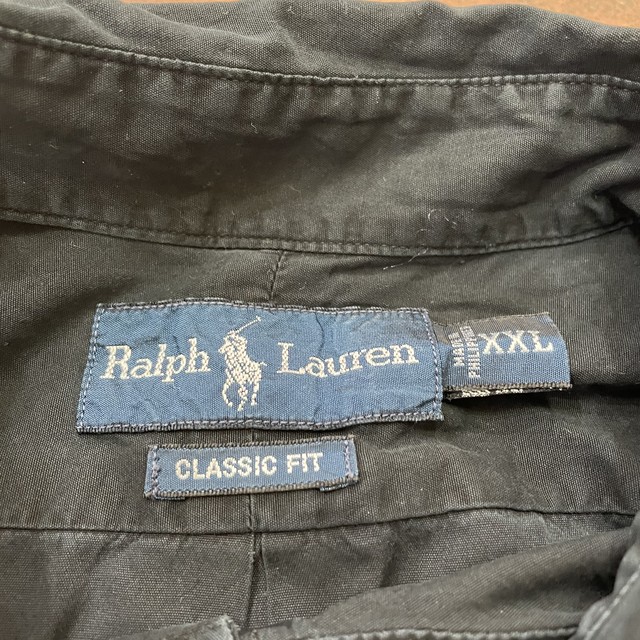 Ralph Lauren
MADE IN
PHILIPPINES
XXL
CLASSIC FIT